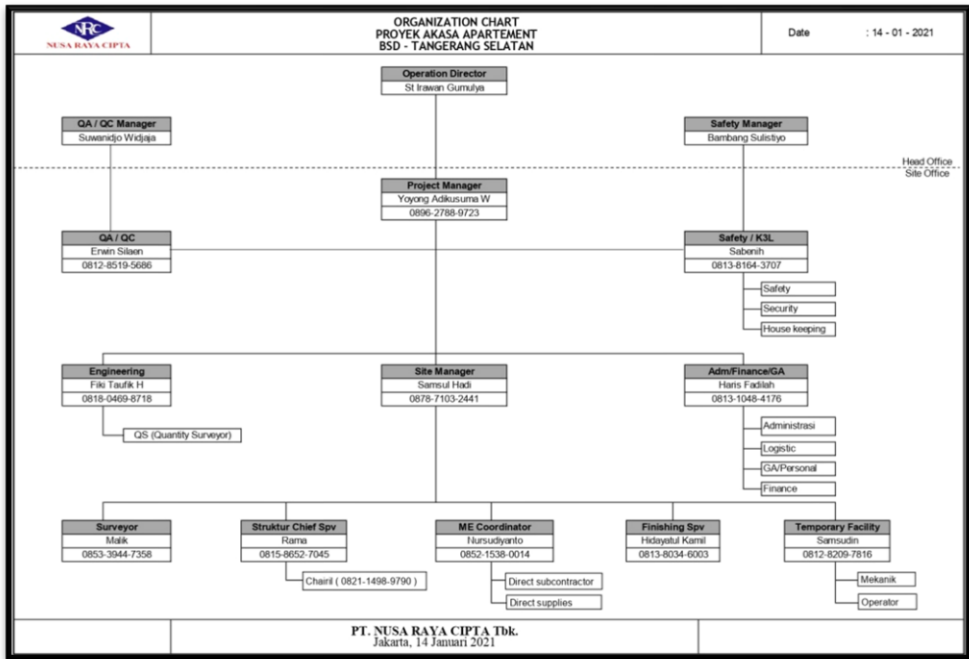 NRC
NUSA RAYA CIPTA
ORGANIZATION CHART
PROYEK AKASA APARTEMENT
BSD - TANGERANG SELATAN
Date : 14 - 01 - 2021
Operation Director
St Irawan Gumulya
QA / QC Manager
Suwanidjo Widjaja
Safety Manager
Bambang Sulistiyo
Head Office
Site Office
Project Manager
Yoyong Adikusuma W
0896-2788-9723
QA / QC
Erwin Silaen
0812-8519-5686
Safety / K3L
Sabenih
0813-8164-3707
Safety
Security
House keeping
Engineering
Fiki Taufik H
0818-0469-8718
QS (Quantity Surveyor)
Site Manager
Samsul Hadi
0878-7103-2441
Adm/Finance/GA
Haris Fadilah
0813-1048-4176
Administrasi
Logistic
GA/Personal
Finance
Surveyor
Malik
0853-3944-7358
Struktur Chief Spv
Rama
0815-8652-7045
Chairil ( 0821-1498-9790 )
ME Coordinator
Nursudiyanto
0852-1538-0014
Direct subcontractor
Direct supplies
Finishing Spv
Hidayatul Kamil
0813-8034-6003
Temporary Facility
Samsudin
0812-8209-7816
Mekanik
Operator
PT. NUSA RAYA CIPTA Tbk.
Jakarta, 14 Januari 2021